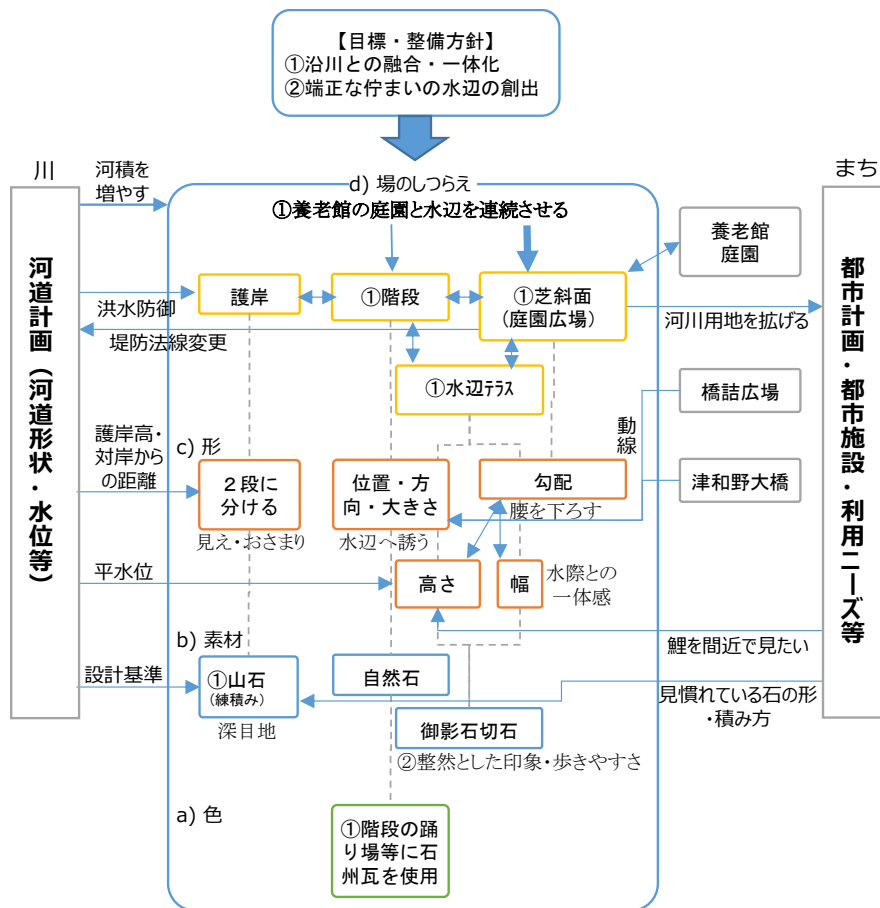 【目標・整備方針】
①沿川との融合・一体化
②端正な佇まいの水辺の創出
川
まち
河積を
増やす
d) 場のしつらえ
①養老館の庭園と水辺を連続させる
養老館
庭園
河道計画（河道形状・水位等）
都市計画・都市施設・利用ニーズ等
護岸
①階段
①芝斜面
(庭園広場)
洪水防御
堤防法線変更
河川用地を拡げる
①水辺ﾃﾗｽ
橋詰広場
動線
護岸高・
対岸から
の距離
c) 形
２段に
分ける
位置・方
向・大きさ
勾配
津和野大橋
見え・おさまり
水辺へ誘う
腰を下ろす
平水位
高さ
幅
水際との
一体感
鯉を間近で見たい
b) 素材
設計基準
①山石
(練積み)
自然石
見慣れている石の形
・積み方
深目地
御影石切石
②整然とした印象・歩きやすさ
a) 色
①階段の踊
り場等に石
州瓦を使用